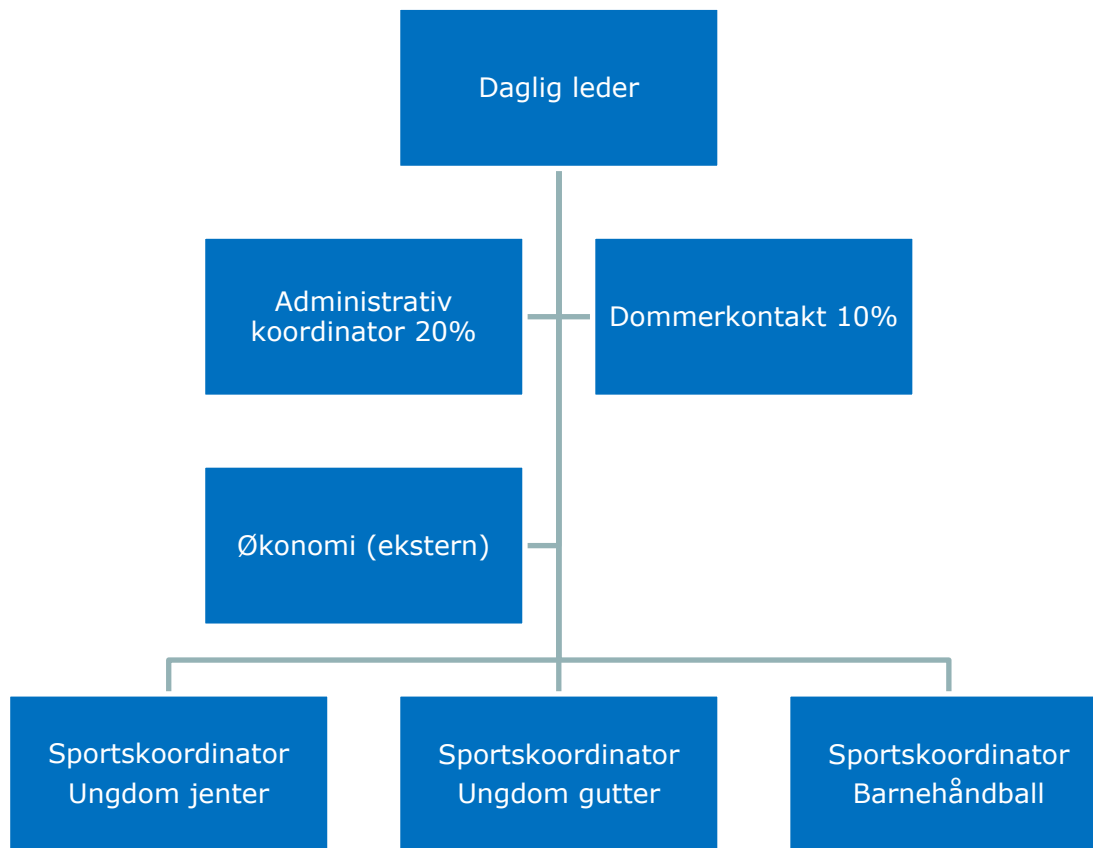 Daglig leder
Administrativ
koordinator 20%
Dommerkontakt 10%
Økonomi (ekstern)
Sportskoordinator
Ungdom jenter
Sportskoordinator
Ungdom gutter
Sportskoordinator
Barnehåndball